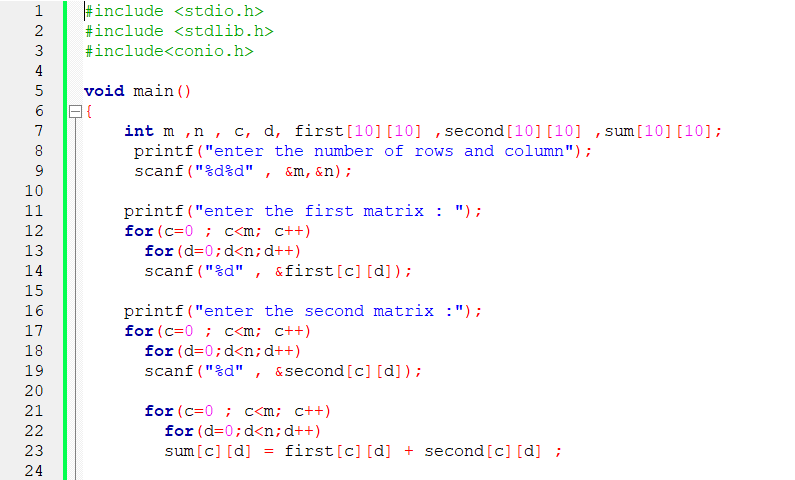 1 #include <stdio.h>
2 #include <stdlib.h>
3 #include<conio.h>
4
5 void main()
6 {
7 int m ,n , c, d, first[10][10] ,second[10][10] ,sum[10][10];
8 printf("enter the number of rows and column");
9 scanf("%d%d" , &m,&n);
10
11 printf("enter the first matrix : ");
12 for(c=0 ; c<m; c++)
13 for(d=0;d<n;d++)
14 scanf("%d" , &first[c][d]);
15
16 printf("enter the second matrix :");
17 for(c=0 ; c<m; c++)
18 for(d=0;d<n;d++)
19 scanf("%d" , &second[c][d]);
20
21 for(c=0 ; c<m; c++)
22 for(d=0;d<n;d++)
23 sum[c][d] = first[c][d] + second[c][d] ;
24